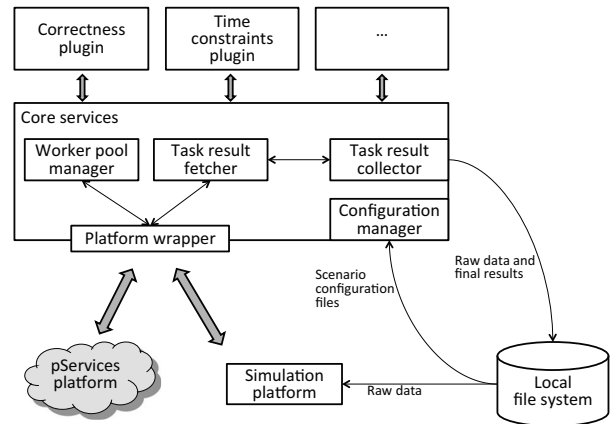 Correctness
plugin
Time
constraints
plugin
...
Core services
Worker pool
manager
Task result
fetcher
Task result
collector
Configuration
manager
Platform wrapper
Scenario
configuration
files
Raw data and
final results
pServices
platform
Simulation
platform
Raw data
Local
file system